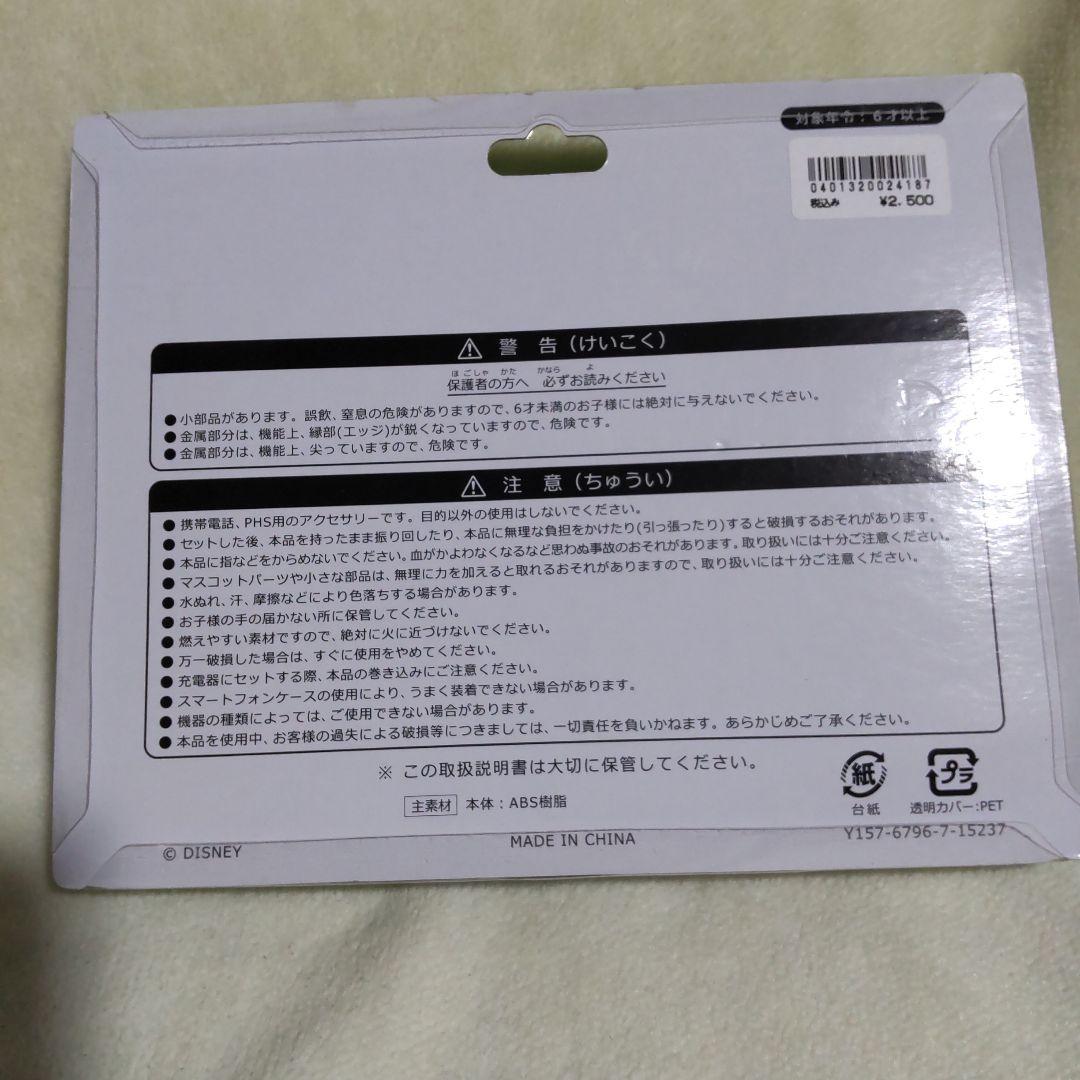 対象年令：6才以上
0401320024187
税込み ¥2,500
警 告（けいこく）
ほごしゃ かた かなら よ
保護者の方へ 必ずお読みください
●小部品があります。誤飲、窒息の危険がありますので、6才未満のお子様には絶対に与えないでください。
●金属部分は、機能上、縁部(エッジ)が鋭くなっていますので、危険です。
●金属部分は、機能上、尖っていますので、危険です。
注 意（ちゅうい）
●携帯電話、PHS用のアクセサリーです。目的以外の使用はしないでください。
●セットした後、本品を持ったまま振り回したり、本品に無理な負担をかけたり(引っ張ったり)すると破損するおそれがあります。
●本品に指などをからめないでください。血がかよわなくなるなど思わぬ事故のおそれがあります。取り扱いには十分ご注意ください。
●マスコットパーツや小さな部品は、無理に力を加えると取れるおそれがありますので、取り扱いには十分ご注意ください。
●水ぬれ、汗、摩擦などにより色落ちする場合があります。
●お子様の手の届かない所に保管してください。
●燃えやすい素材ですので、絶対に火に近づけないでください。
●万一破損した場合は、すぐに使用をやめてください。
●充電器にセットする際、本品の巻き込みにご注意ください。
●スマートフォンケースの使用により、うまく装着できない場合があります。
●機器の種類によっては、ご使用できない場合があります。
●本品を使用中、お客様の過失による破損等につきましては、一切責任を負いかねます。あらかじめご了承ください。
※ この取扱説明書は大切に保管してください。
主素材 本体：ABS樹脂
紙 プラ
台紙 透明カバー:PET
Y157-6796-7-15237
© DISNEY
MADE IN CHINA